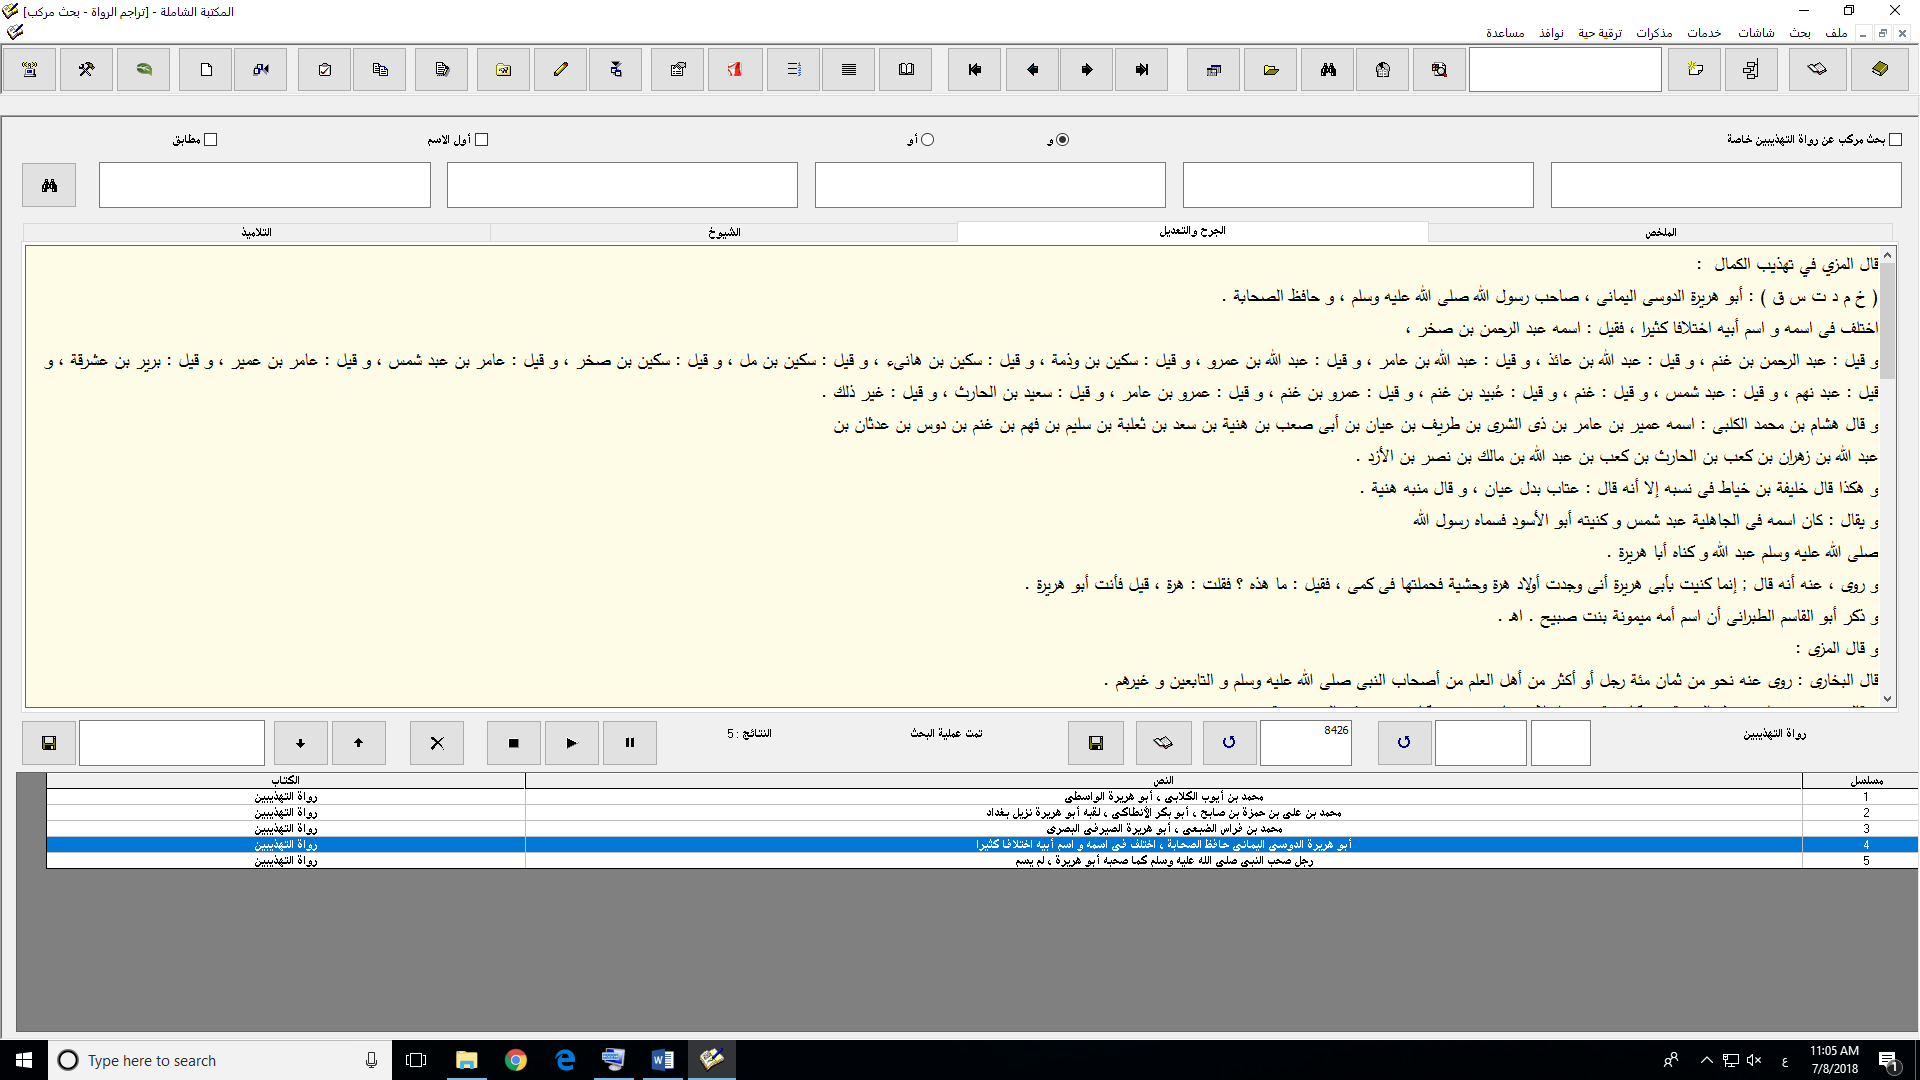 المكتبة الشاملة - [تراجم الرواة - بحث مركب]
ملف بحث شاشات خدمات مذكرات ترقية حية نوافذ مساعدة
بحث مركب عن رواة التهذيبين خاصة و أو أول الاسم مطابق
الملخص الجرح والتعديل الشيوخ التلاميذ
قال المزي في تهذيب الكمال :
( خ م د ت س ق ) : أبو هريرة الدوسى اليمانى ، صاحب رسول الله صلى الله عليه وسلم ، و حافظ الصحابة .
اختلف فى اسمه و اسم أبيه اختلافا كثيرا ، فقيل : اسمه عبد الرحمن بن صخر ،
و قيل : عبد الرحمن بن غنم ، و قيل : عبد الله بن عائذ ، و قيل : عبد الله بن عامر ، و قيل : عبد الله بن عمرو ، و قيل : سكين بن وذمة ، و قيل : سكين بن هانىء ، و قيل : سكين بن مل ، و قيل : سكين بن صخر ، و قيل : عامر بن عبد شمس ، و قيل : عامر بن عمير ، و قيل : برير بن عشرقة ، و
قيل : عبد نهم ، و قيل : عبد شمس ، و قيل : غنم ، و قيل : عُبيد بن غنم ، و قيل : عمرو بن غنم ، و قيل : عمرو بن عامر ، و قيل : سعيد بن الحارث ، و قيل : غير ذلك .
و قال هشام بن محمد الكلبى : اسمه عمير بن عامر بن ذى الشرى بن طريف بن عيان بن أبى صعب بن هنية بن سعد بن ثعلبة بن سليم بن فهم بن غنم بن دوس بن عدثان بن
عبد الله بن زهران بن كعب بن الحارث بن كعب بن عبد الله بن مالك بن نصر بن الأزد .
و هكذا قال خليفة بن خياط فى نسبه إلا أنه قال : عتاب بدل عيان ، و قال منبه هنية .
و يقال : كان اسمه فى الجاهلية عبد شمس و كنيته أبو الأسود فسماه رسول الله
صلى الله عليه وسلم عبد الله و كناه أبا هريرة .
و روى ، عنه أنه قال ; إنما كنيت بأبى هريرة أنى وجدت أولاد هرة وحشية فحملتها فى كمى ، فقيل : ما هذه ؟ فقلت : هرة ، قيل فأنت أبو هريرة .
و ذكر أبو القاسم الطبرانى أن اسم أمه ميمونة بنت صبيح . اهـ .
و قال المزى :
قال البخارى : روى عنه نحو من ثمان مئة رجل أو أكثر من أهل العلم من أصحاب النبى صلى الله عليه وسلم و التابعين و غيرهم .
رواة التهذيبين 8426 تمت عملية البحث النتائج : 5
مسلسل النص الكتاب
1 محمد بن أيوب الكلابى ، أبو هريرة الواسطى رواة التهذيبين
2 محمد بن على بن حمزة بن صابح ، أبو بكر الأنطاكى ، لقبه أبو هريرة نزيل بغداد رواة التهذيبين
3 محمد بن فراس الضبعى ، أبو هريرة الصيرفى البصرى رواة التهذيبين
4 أبو هريرة الدوسى اليمانى حافظ الصحابة ، اختلف فى اسمه و اسم أبيه اختلافا كثيرا رواة التهذيبين
5 رجل صحب النبى صلى الله عليه وسلم كما صحبه أبو هريرة ، لم يسم رواة التهذيبين
Type here to search
ع
11:05 AM
7/8/2018
1